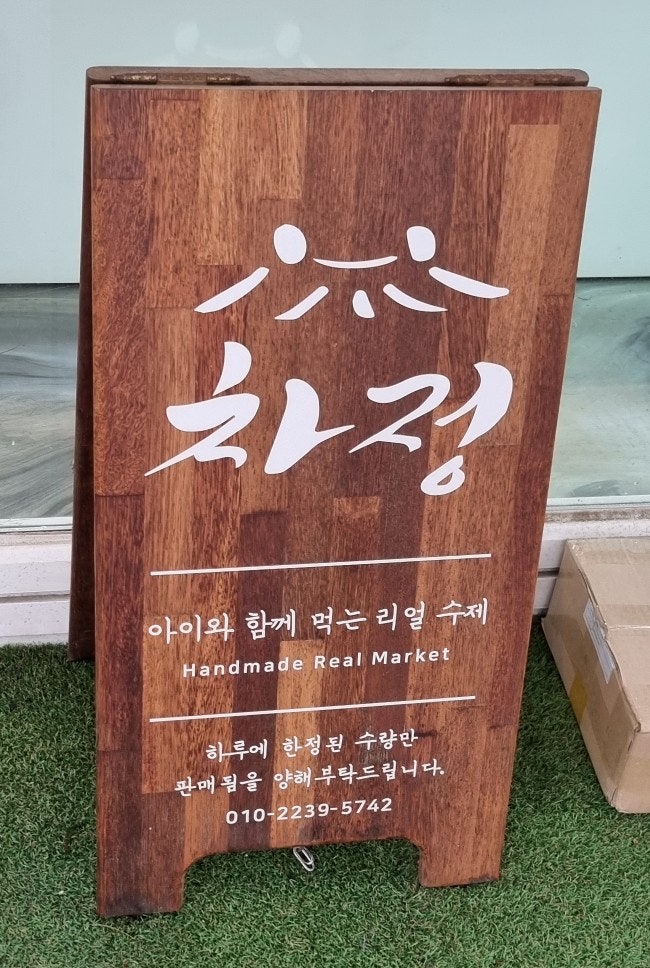 차정
아이와 함께 먹는 리얼 수제
Handmade Real Market
하루에 한정된 수량만
판매됨을 양해부탁드립니다.
010-2239-5742